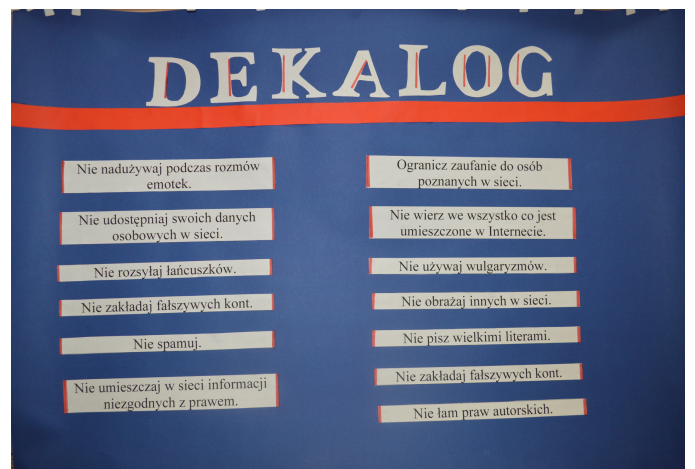 DEKALOG
Nie nadużywaj podczas rozmów
emotek.
Nie udostępniaj swoich danych
osobowych w sieci.
Nie rozsyłaj łańcuszków.
Nie zakładaj fałszywych kont.
Nie spamuj.
Nie umieszczaj w sieci informacji
niezgodnych z prawem.
Ogranicz zaufanie do osób
poznanych w sieci.
Nie wierz we wszystko co jest
umieszczone w Internecie.
Nie używaj wulgaryzmów.
Nie obrażaj innych w sieci.
Nie pisz wielkimi literami.
Nie zakładaj fałszywych kont.
Nie łam praw autorskich.